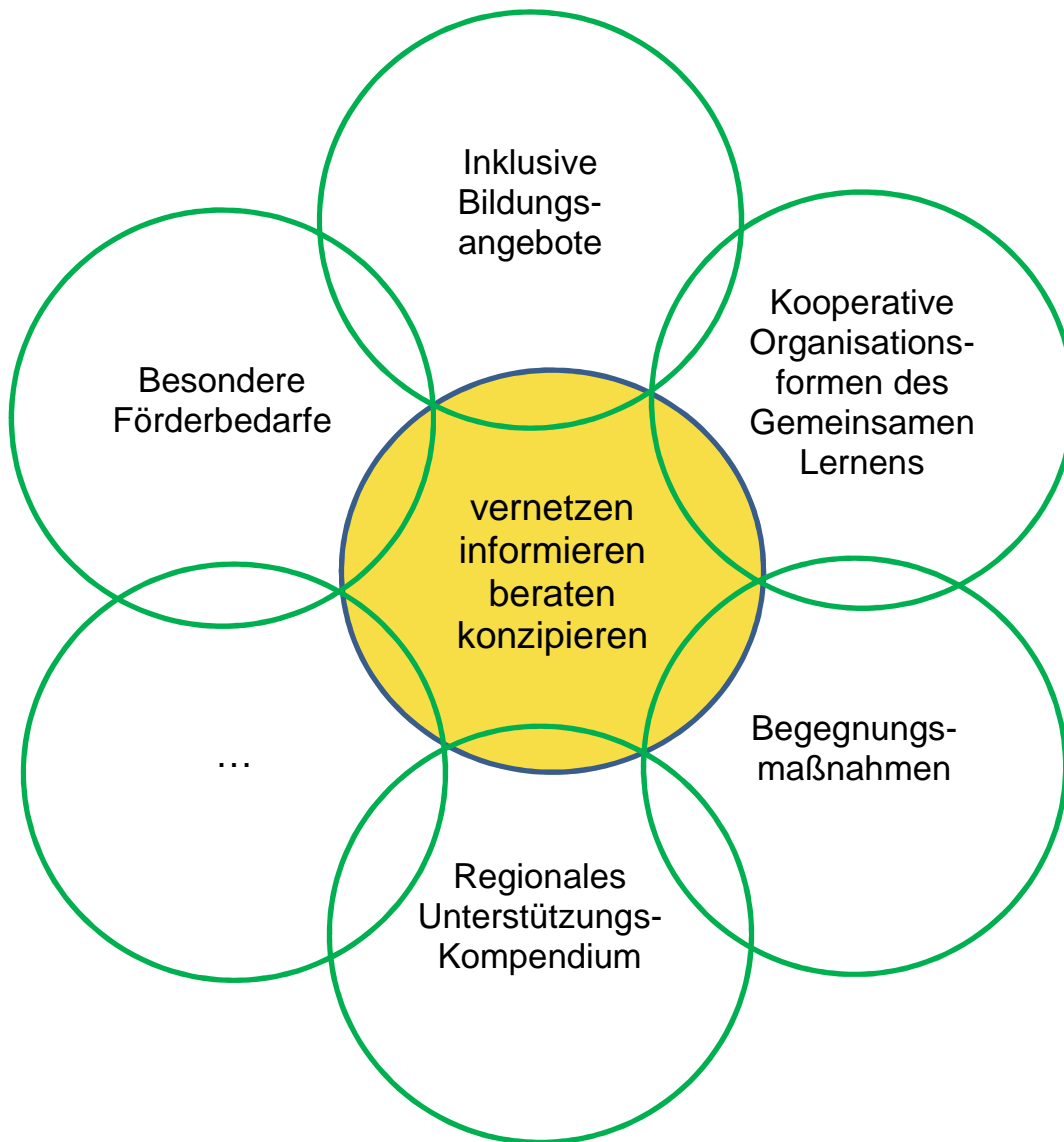 Inklusive
Bildungs-
angebote
Kooperative
Organisations-
formen des
Gemeinsamen
Lernens
Besondere
Förderbedarfe
vernetzen
informieren
beraten
konzipieren
Begegnungs-
maßnahmen
…
Regionales
Unterstützungs-
Kompendium